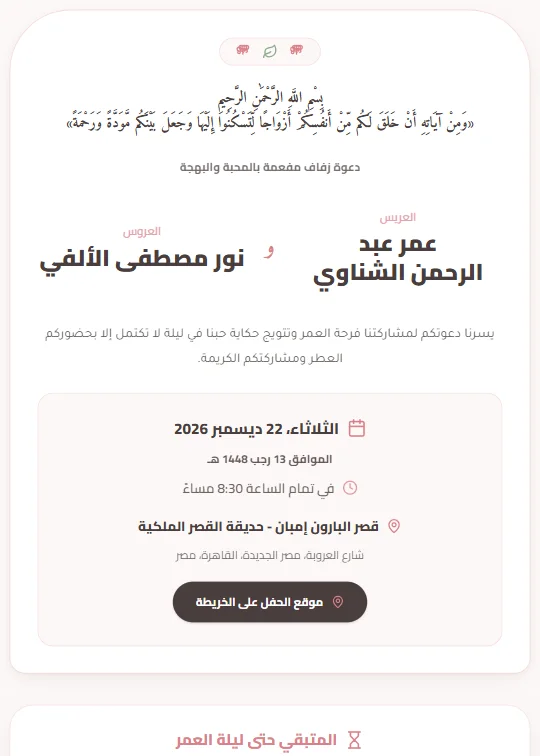 بِسْمِ اللَّهِ الرَّحْمَٰنِ الرَّحِيمِ
«وَمِنْ آيَاتِهِ أَنْ خَلَقَ لَكُم مِّنْ أَنفُسِكُمْ أَزْوَاجًا لِّتَسْكُنُوا إِلَيْهَا وَجَعَلَ بَيْنَكُم مَّوَدَّةً وَرَحْمَةً»
دعوة زفاف مفعمة بالمحبة والبهجة
العريس
عمر عبد
الرحمن الشناوي
و
العروس
نور مصطفى الألفي
يسرنا دعوتكم لمشاركتنا فرحة العمر وتتويج حكاية حبنا في ليلة لا تكتمل إلا بحضوركم
العطر ومشاركتكم الكريمة.
الثلاثاء، 22 ديسمبر 2026
الموافق 13 رجب 1448 هـ
في تمام الساعة 8:30 مساءً
قصر البارون إمبان - حديقة القصر الملكية
شارع العروبة، مصر الجديدة، القاهرة، مصر
موقع الحفل على الخريطة
المتبقي حتى ليلة العمر